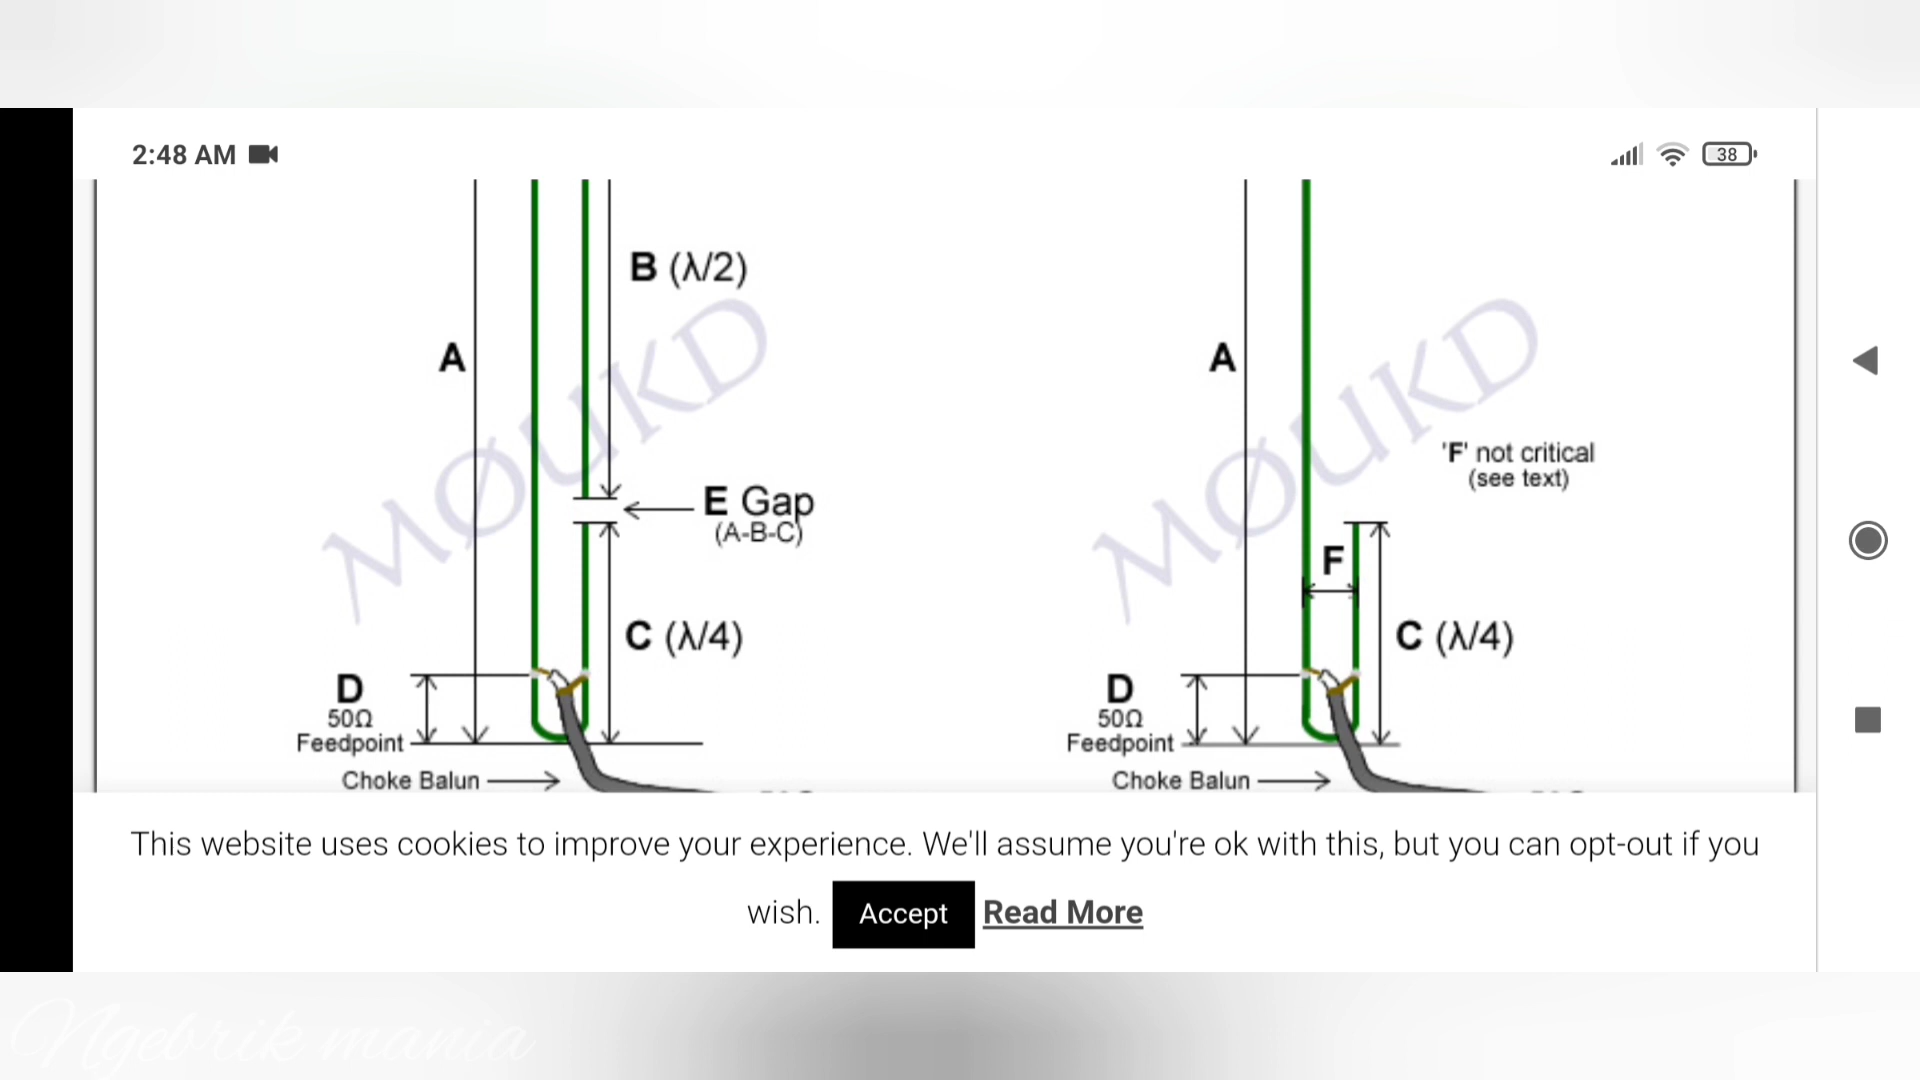 2:48 AM
38
B (λ/2)
A
E Gap
(A-B-C)
C (λ/4)
D
50Ω
Feedpoint
Choke Balun
MØUKD
A
'F' not critical
(see text)
F
C (λ/4)
D
50Ω
Feedpoint
Choke Balun
MØUKD
This website uses cookies to improve your experience. We'll assume you're ok with this, but you can opt-out if you
wish. Accept Read More
Ngebrik mania